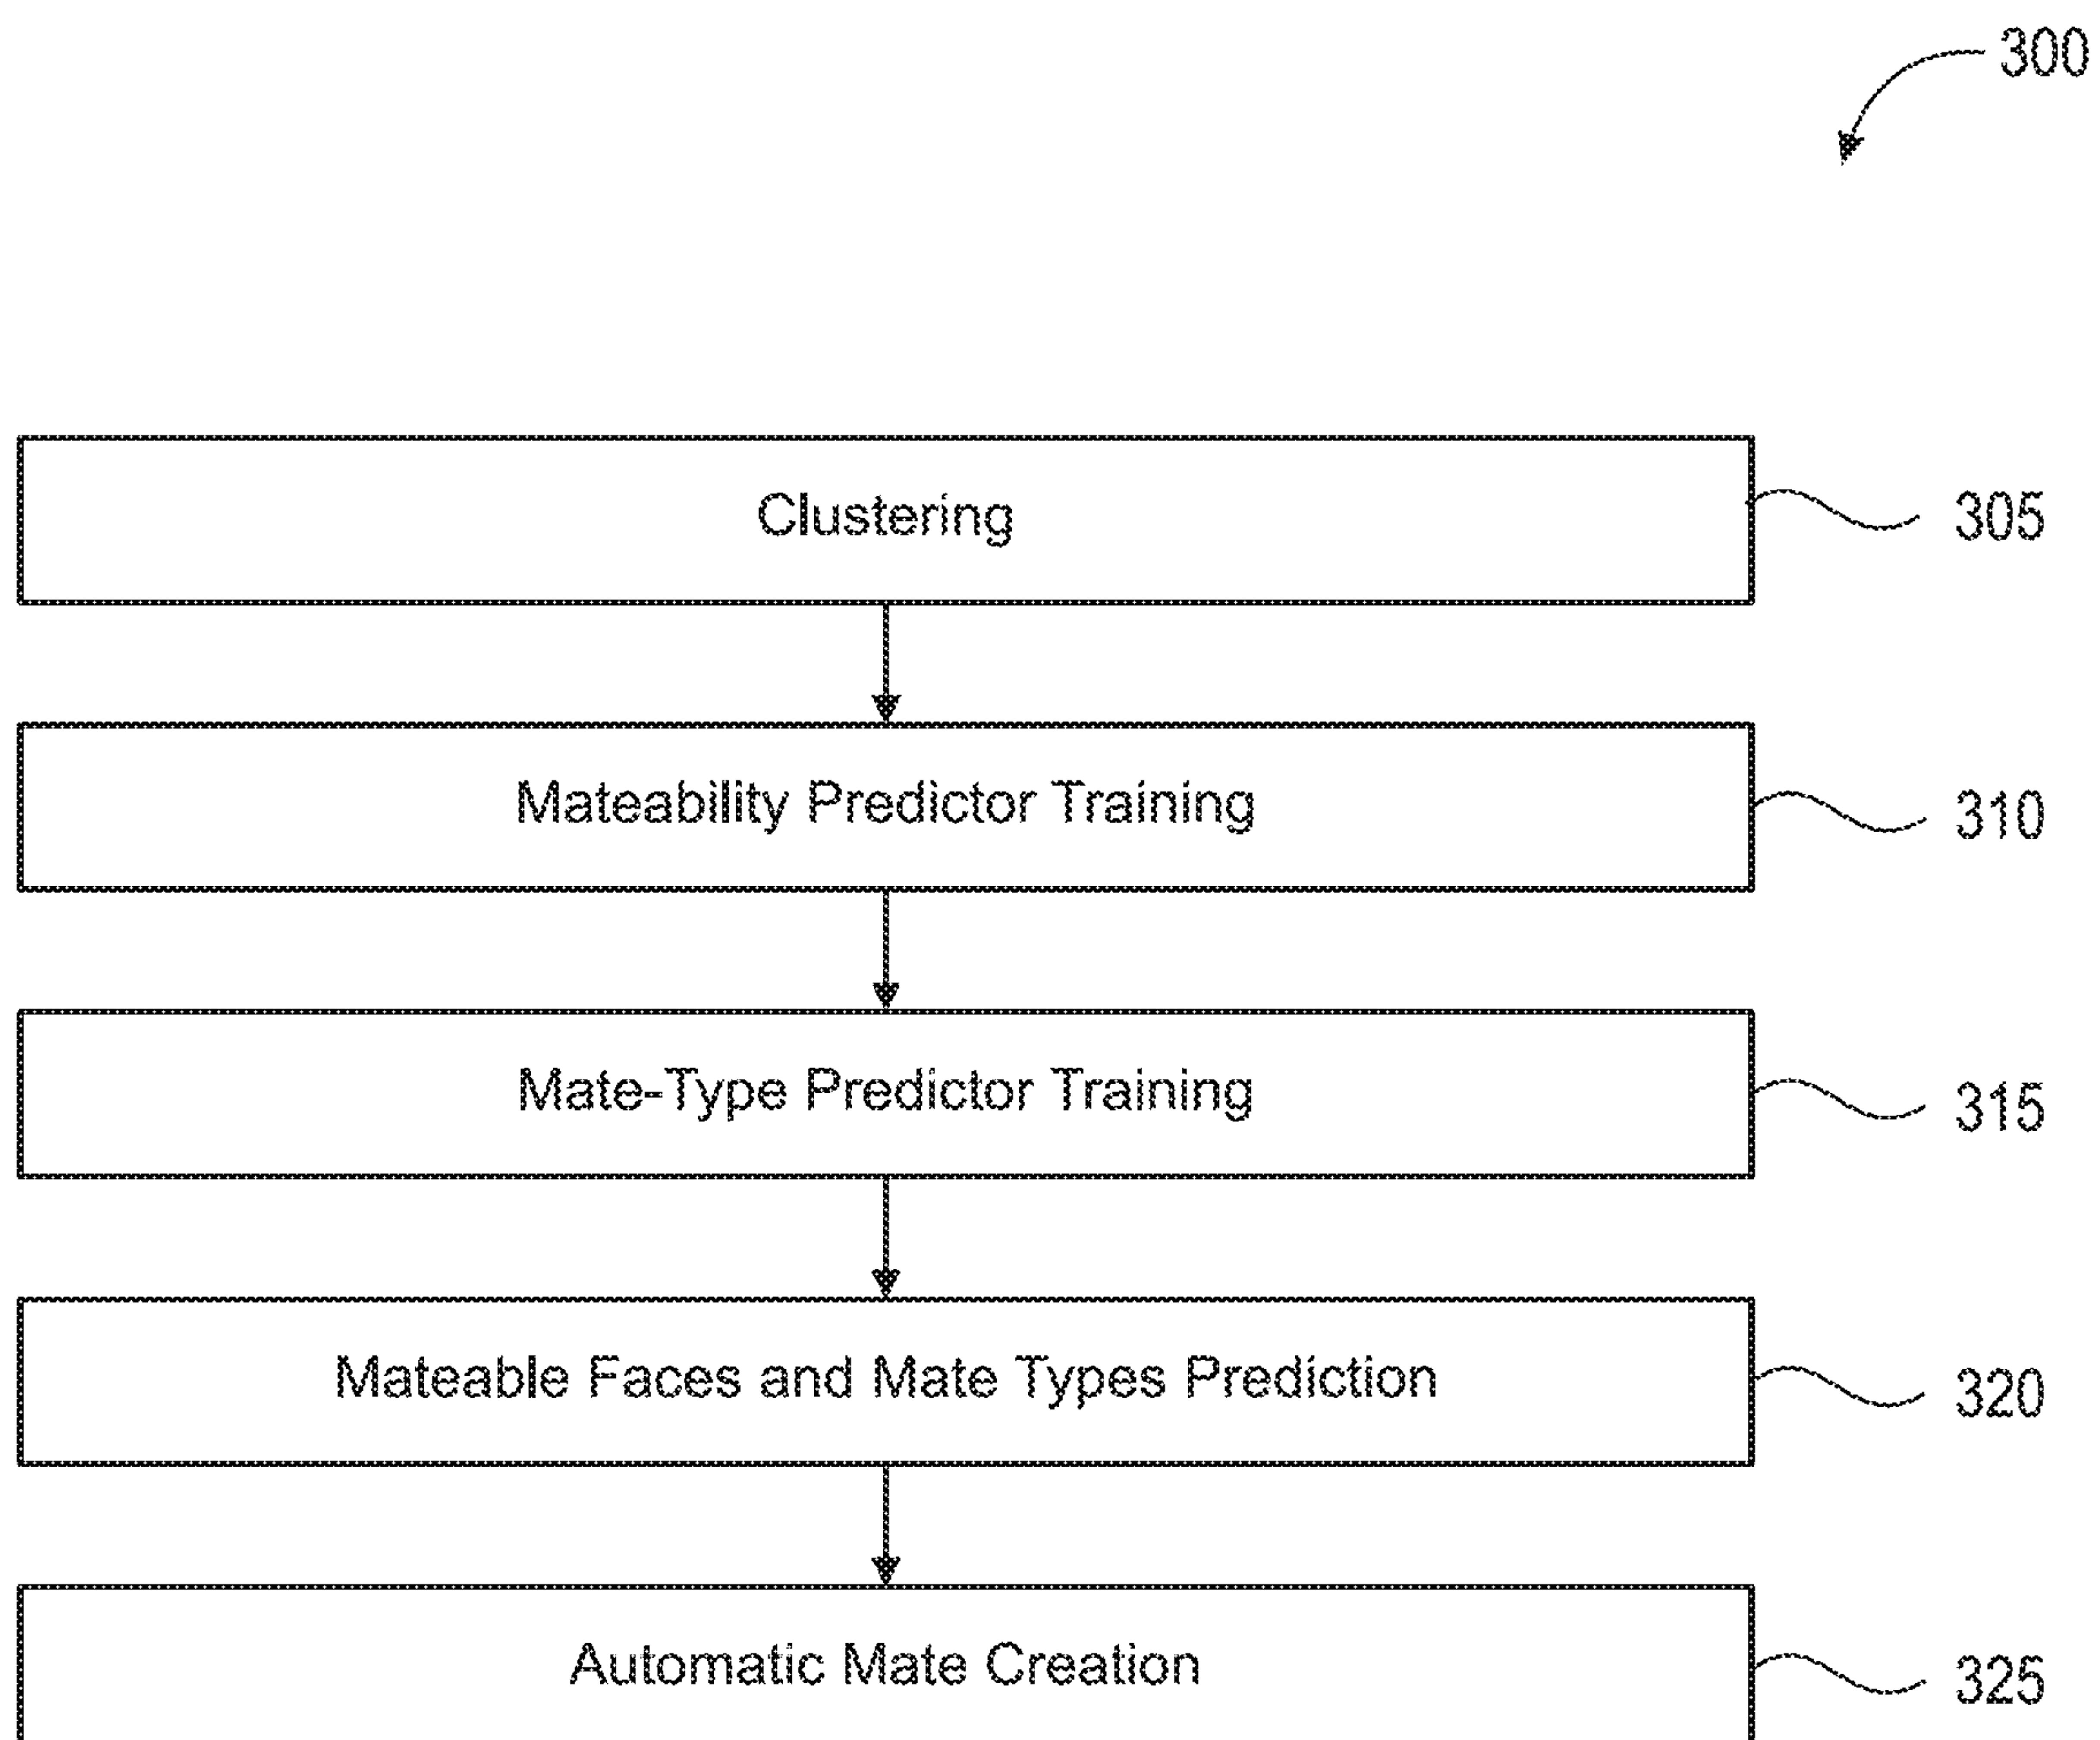 300
Clustering
305
Mateability Predictor Training
310
Mate-Type Predictor Training
315
Mateable Faces and Mate Types Prediction
320
Automatic Mate Creation
325